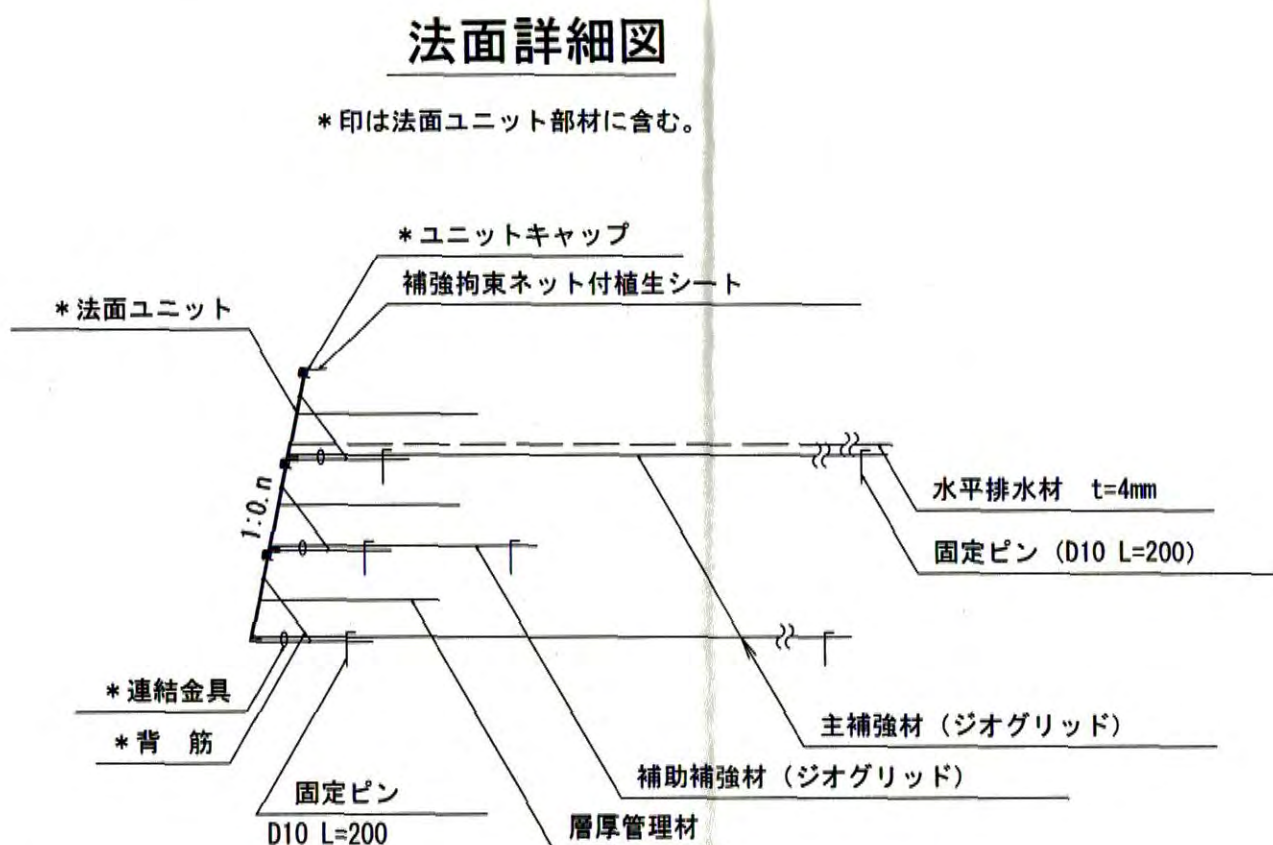 法面詳細図
*印は法面ユニット部材に含む。
*ユニットキャップ
補強拘束ネット付植生シート
*法面ユニット
1:0.n
水平排水材 t=4mm
固定ピン (D10 L=200)
*連結金具
*背 筋
主補強材 (ジオグリッド)
補助補強材 (ジオグリッド)
固定ピン
D10 L=200
層厚管理材